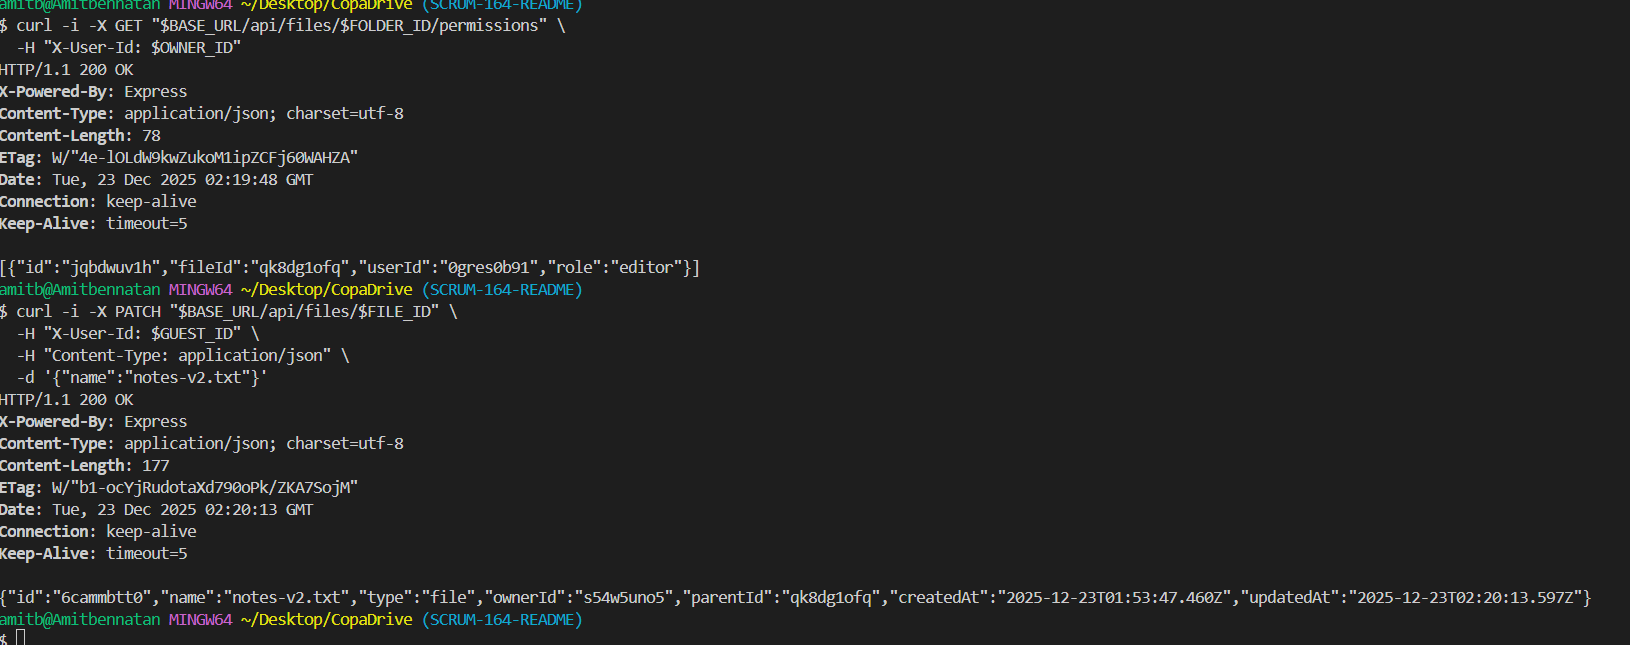 amitb@Amitbennatan MINGW64 ~/Desktop/CopaDrive (SCRUM-164-README)
$ curl -i -X GET "$BASE_URL/api/files/$FOLDER_ID/permissions" \
  -H "X-User-Id: $OWNER_ID"
HTTP/1.1 200 OK
X-Powered-By: Express
Content-Type: application/json; charset=utf-8
Content-Length: 78
ETag: W/"4e-lOLdW9kwZukoM1ipZCFj60WAHZA"
Date: Tue, 23 Dec 2025 02:19:48 GMT
Connection: keep-alive
Keep-Alive: timeout=5

[{"id":"jqbdwuv1h","fileId":"qk8dg1ofq","userId":"0gres0b91","role":"editor"}]
amitb@Amitbennatan MINGW64 ~/Desktop/CopaDrive (SCRUM-164-README)
$ curl -i -X PATCH "$BASE_URL/api/files/$FILE_ID" \
  -H "X-User-Id: $GUEST_ID" \
  -H "Content-Type: application/json" \
  -d '{"name":"notes-v2.txt"}'
HTTP/1.1 200 OK
X-Powered-By: Express
Content-Type: application/json; charset=utf-8
Content-Length: 177
ETag: W/"b1-ocYjRudotaXd790oPk/ZKA7SojM"
Date: Tue, 23 Dec 2025 02:20:13 GMT
Connection: keep-alive
Keep-Alive: timeout=5

{"id":"6cammbtt0","name":"notes-v2.txt","type":"file","ownerId":"s54w5uno5","parentId":"qk8dg1ofq","createdAt":"2025-12-23T01:53:47.460Z","updatedAt":"2025-12-23T02:20:13.597Z"}
amitb@Amitbennatan MINGW64 ~/Desktop/CopaDrive (SCRUM-164-README)
$